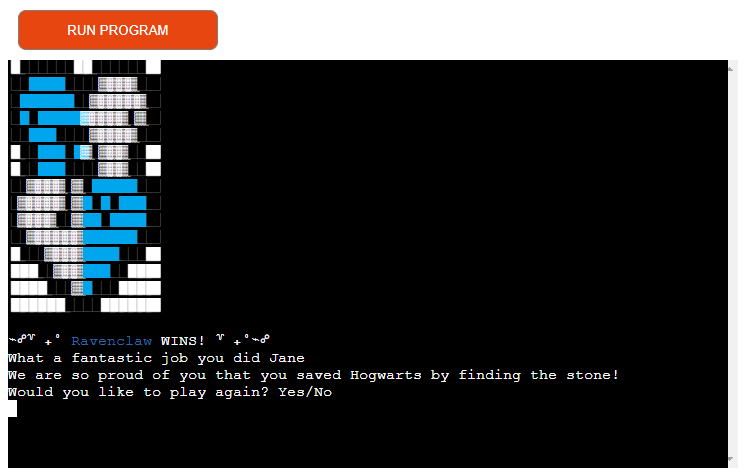 RUN PROGRAM
⌁☍♈︎ ₊˚ Ravenclaw WINS! ♈︎ ₊˚⌁☍
What a fantastic job you did Jane
We are so proud of you that you saved Hogwarts by finding the stone!
Would you like to play again? Yes/No